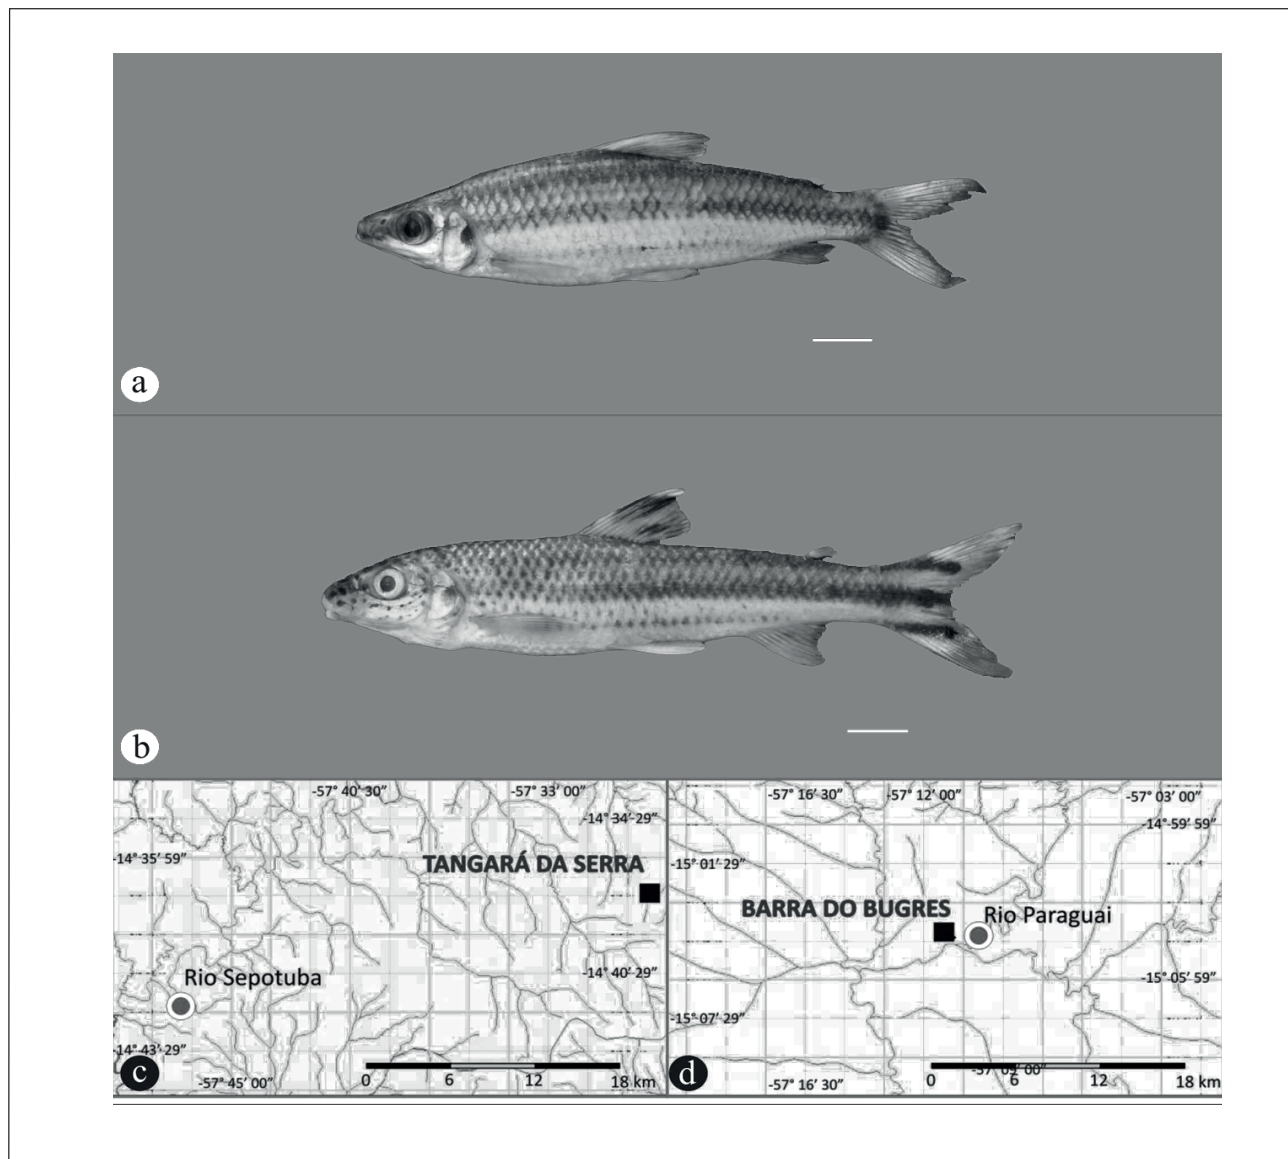 a
b
-57° 40’ 30”
-57° 33’ 00”
-14° 34’ 29”
-14° 35’ 59”
TANGARÁ DA SERRA
-14° 40’ 29”
Rio Sepotuba
-14° 43’ 29”
-57° 45’ 00”
c
0 6 12 18 km
-57° 16’ 30”
-57° 12’ 00”
-57° 03’ 00”
-14° 59’ 59”
-15° 01’ 29”
BARRA DO BUGRES
Rio Paraguai
-15° 05’ 59”
-15° 07’ 29”
-57° 16’ 30”
d
0 6 12 18 km